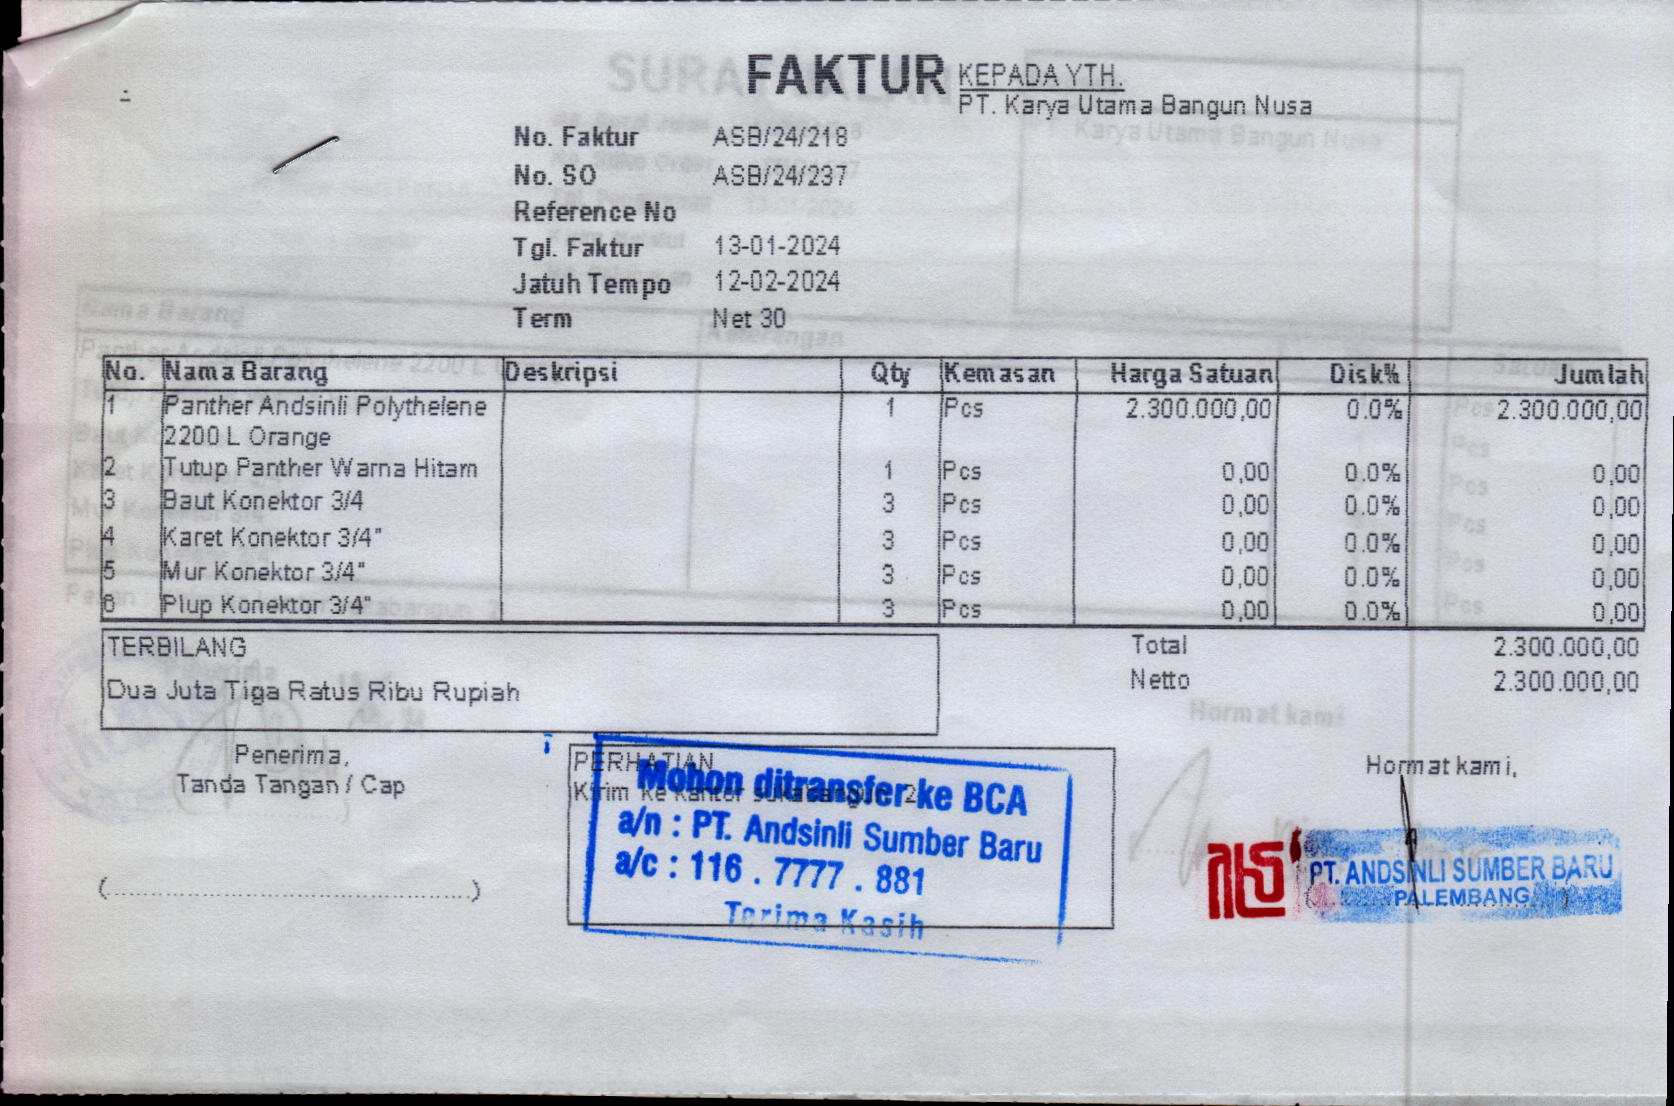 FAKTUR
KEPADA YTH.
PT. Karya Utama Bangun Nusa
No. Faktur ASB/24/218
No. SO ASB/24/237
Reference No
Tgl. Faktur 13-01-2024
Jatuh Tempo 12-02-2024
Term Net 30
No. Nama Barang Deskripsi Qty Kemasan Harga Satuan Disk% Jumlah
1 Panther Andsinli Polythelene 1 Pcs 2.300.000,00 0.0% 2.300.000,00
2200 L Orange
2 Tutup Panther Warna Hitam 1 Pcs 0,00 0.0% 0,00
3 Baut Konektor 3/4 3 Pcs 0,00 0.0% 0,00
4 Karet Konektor 3/4" 3 Pcs 0,00 0.0% 0,00
5 Mur Konektor 3/4" 3 Pcs 0,00 0.0% 0,00
6 Plup Konektor 3/4" 3 Pcs 0,00 0.0% 0,00
TERBILANG
Dua Juta Tiga Ratus Ribu Rupiah
Total 2.300.000,00
Netto 2.300.000,00
Penerima,
Tanda Tangan / Cap
PERHATIAN
Kirim ke kantor sukabangun 2
Mohon ditransfer ke BCA
a/n : PT. Andsinli Sumber Baru
a/c : 116 . 7777 . 881
Terima Kasih
Hormat kami,
PT. ANDSINLI SUMBER BARU
PALEMBANG